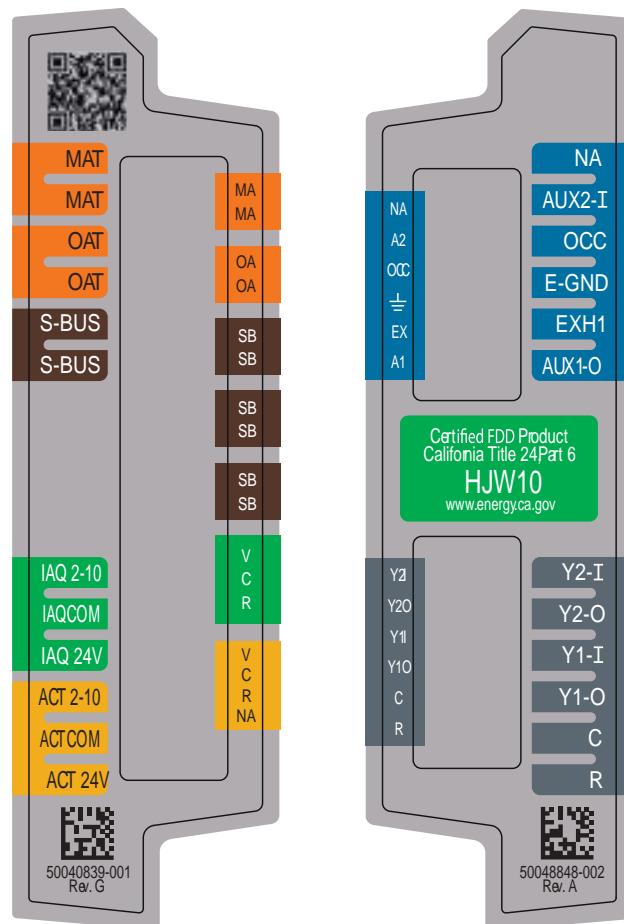 MAT
MAT
OAT
OAT
S-BUS
S-BUS
IAQ 2-10
IAQCOM
IAQ 24V
ACT 2-10
ACTCOM
ACT 24V
MA
MA
OA
OA
SB
SB
SB
SB
SB
SB
V
C
R
V
C
R
NA
50040839-001
Rev. G
NA
A2
OCC
EX
A1
NA
AUX2-I
OCC
E-GND
EXH1
AUX1-O
Certified FDD Product
California Title 24,Part 6
HJW10
www.energy.ca.gov
Y2I
Y2O
Y1I
Y1O
C
R
Y2-I
Y2-O
Y1-I
Y1-O
C
R
50048848-002
Rev. A